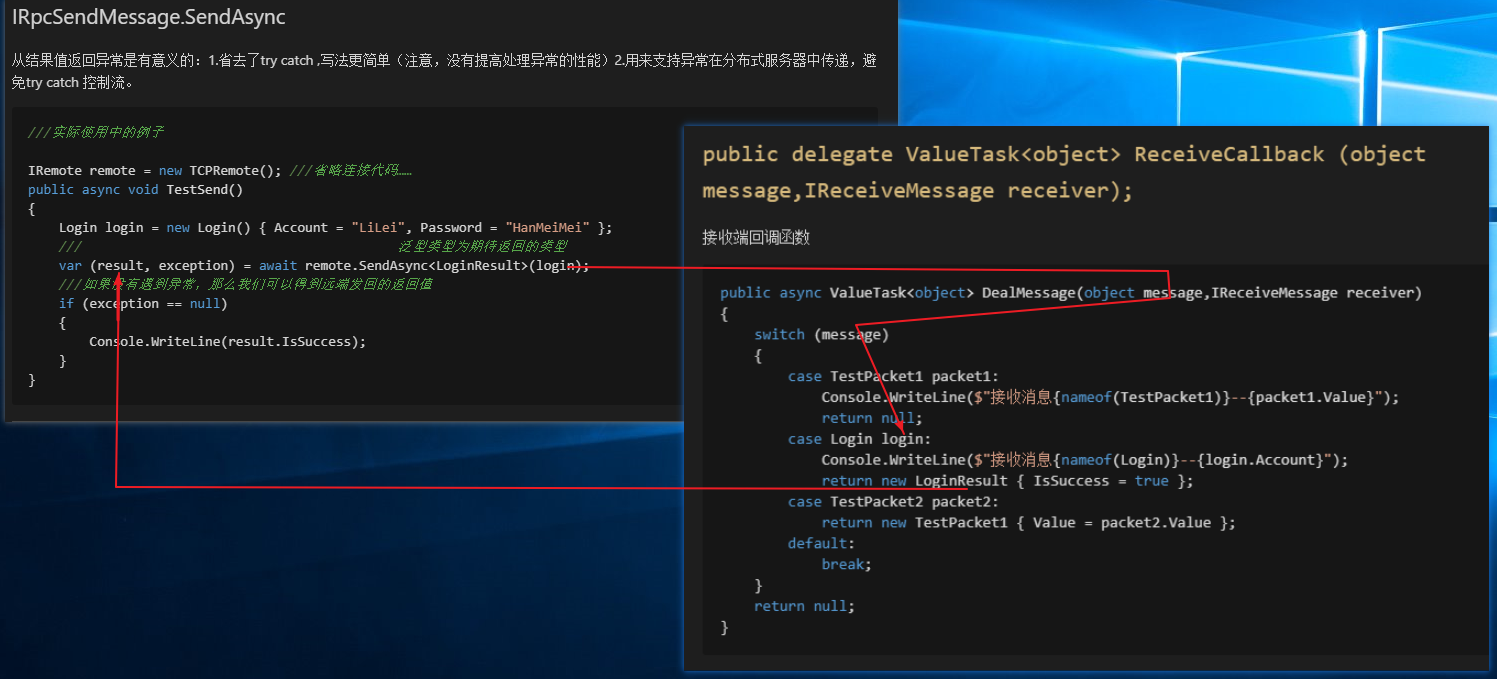 IRpcSendMessage.SendAsync
从结果值返回异常是有意义的：1.省去了try catch ,写法更简单（注意，没有提高处理异常的性能）2.用来支持异常在分布式服务器中传递，避
免try catch 控制流。
///实际使用中的例子
IRemote remote = new TCPRemote(); ///省略连接代码……
public async void TestSend()
{
Login login = new Login() { Account = "LiLei", Password = "HanMeiMei" };
/// 泛型类型为期待返回的类型
var (result, exception) = await remote.SendAsync<LoginResult>(login);
///如果没有遇到异常，那么我们可以得到远端发回的返回值
if (exception == null)
{
Console.WriteLine(result.IsSuccess);
}
}
public delegate ValueTask<object> ReceiveCallback (object
message,IReceiveMessage receiver);
接收端回调函数
public async ValueTask<object> DealMessage(object message,IReceiveMessage receiver)
{
switch (message)
{
case TestPacket1 packet1:
Console.WriteLine($"接收消息{nameof(TestPacket1)}--{packet1.Value}");
return null;
case Login login:
Console.WriteLine($"接收消息{nameof(Login)}--{login.Account}");
return new LoginResult { IsSuccess = true };
case TestPacket2 packet2:
return new TestPacket1 { Value = packet2.Value };
default:
break;
}
return null;
}